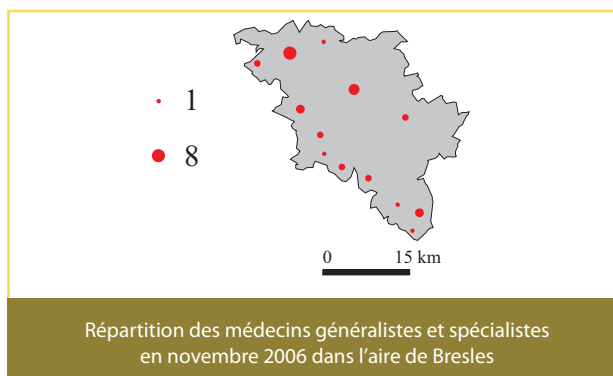 1
8
0 15 km
Répartition des médecins généralistes et spécialistes
en novembre 2006 dans l'aire de Bresles